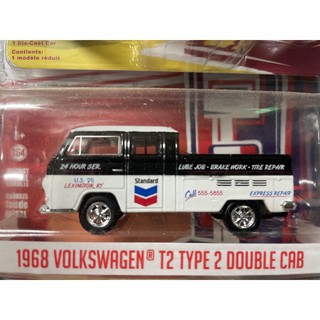 1 Die-Cast Car
Contents:
1 modèle réduit
24 HOUR SER.
LUBE JOB - BRAKE WORK - TIRE REPAIR
U.S. 25
LEXINGTON, KY
Standard
Call 555-5855
EXPRESS REPAIR
1968 VOLKSWAGEN® T2 TYPE 2 DOUBLE CAB